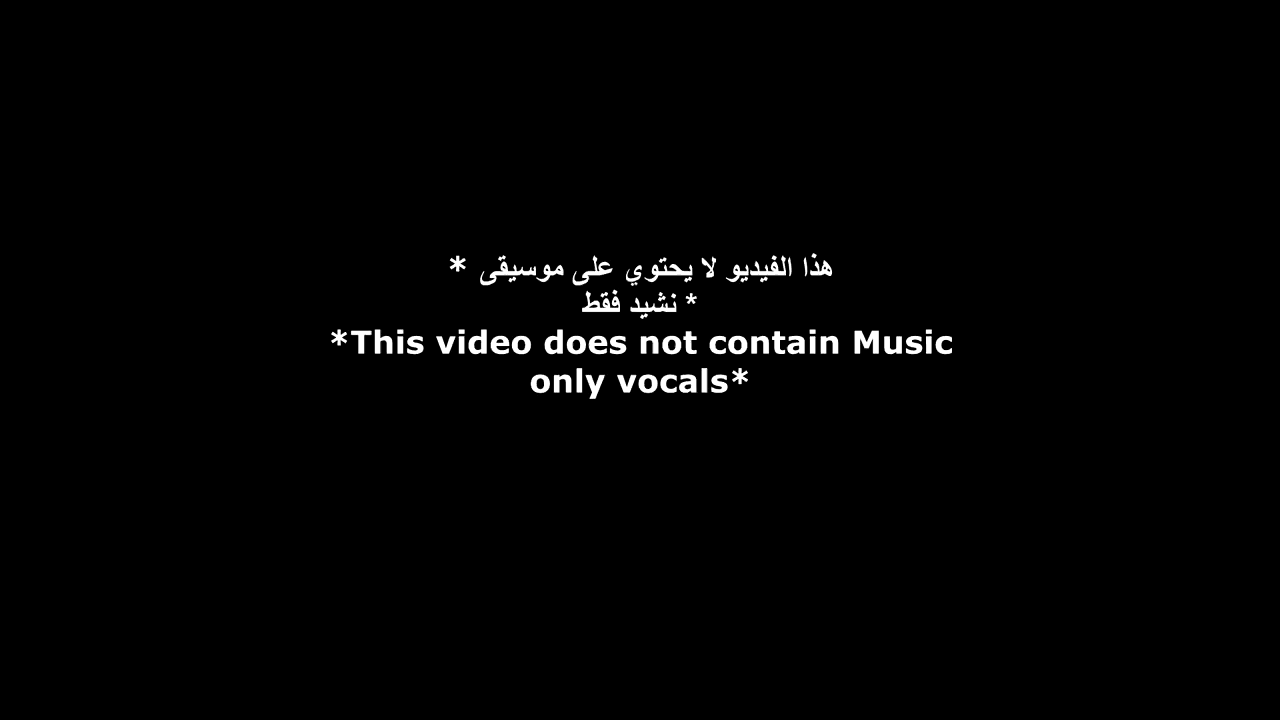 هذا الفيديو لا يحتوي على موسيقى *
* نشيد فقط
*This video does not contain Music
only vocals*